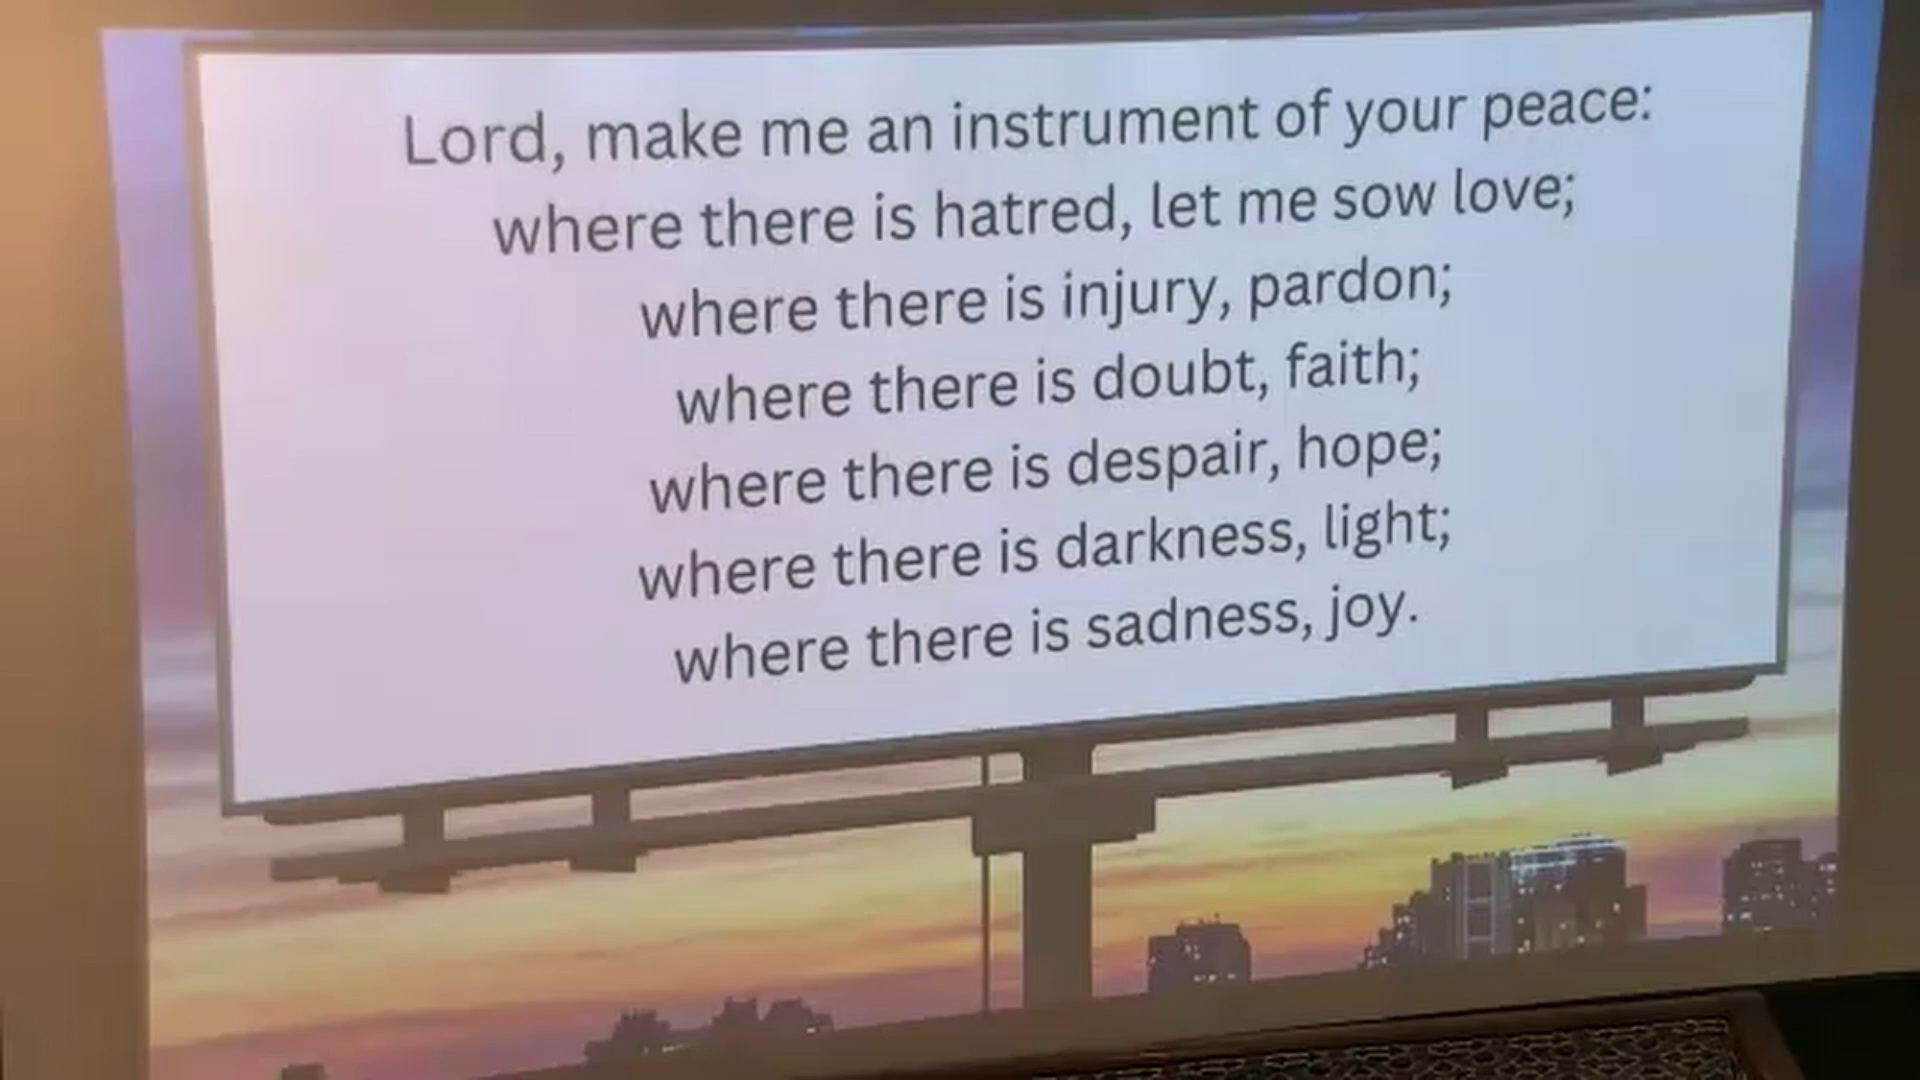 Lord, make me an instrument of your peace:
where there is hatred, let me sow love;
where there is injury, pardon;
where there is doubt, faith;
where there is despair, hope;
where there is darkness, light;
where there is sadness, joy.